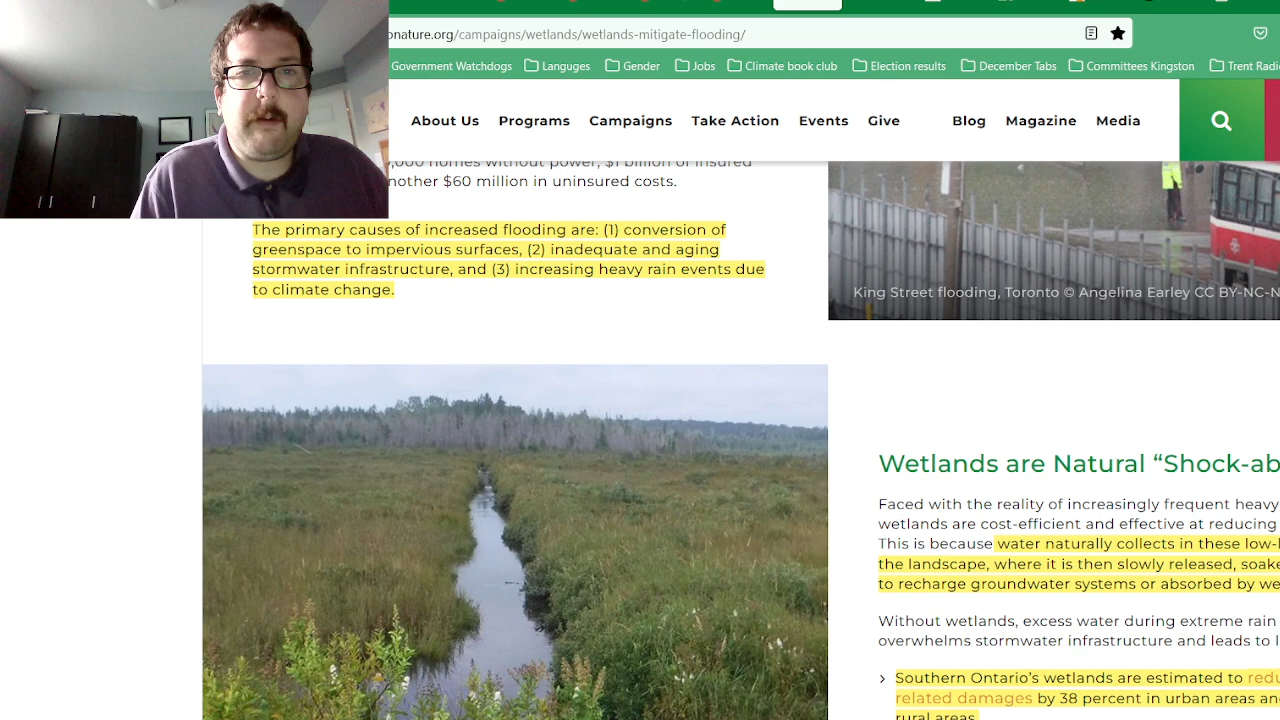 onature.org/campaigns/wetlands/wetlands-mitigate-flooding/
Government Watchdogs Languges Gender Jobs Climate book club Election results December Tabs Committees Kingston Trent Radi
About Us Programs Campaigns Take Action Events Give Blog Magazine Media
,000 homes without power, $1 billion of insured
nother $60 million in uninsured costs.
The primary causes of increased flooding are: (1) conversion of
greenspace to impervious surfaces, (2) inadequate and aging
stormwater infrastructure, and (3) increasing heavy rain events due
to climate change.
King Street flooding, Toronto © Angelina Earley CC BY-NC-N
Wetlands are Natural “Shock-ab
Faced with the reality of increasingly frequent heavy
wetlands are cost-efficient and effective at reducing
This is because water naturally collects in these low-l
the landscape, where it is then slowly released, soake
to recharge groundwater systems or absorbed by we
Without wetlands, excess water during extreme rain
overwhelms stormwater infrastructure and leads to l
Southern Ontario’s wetlands are estimated to redu
related damages by 38 percent in urban areas and
rural areas.